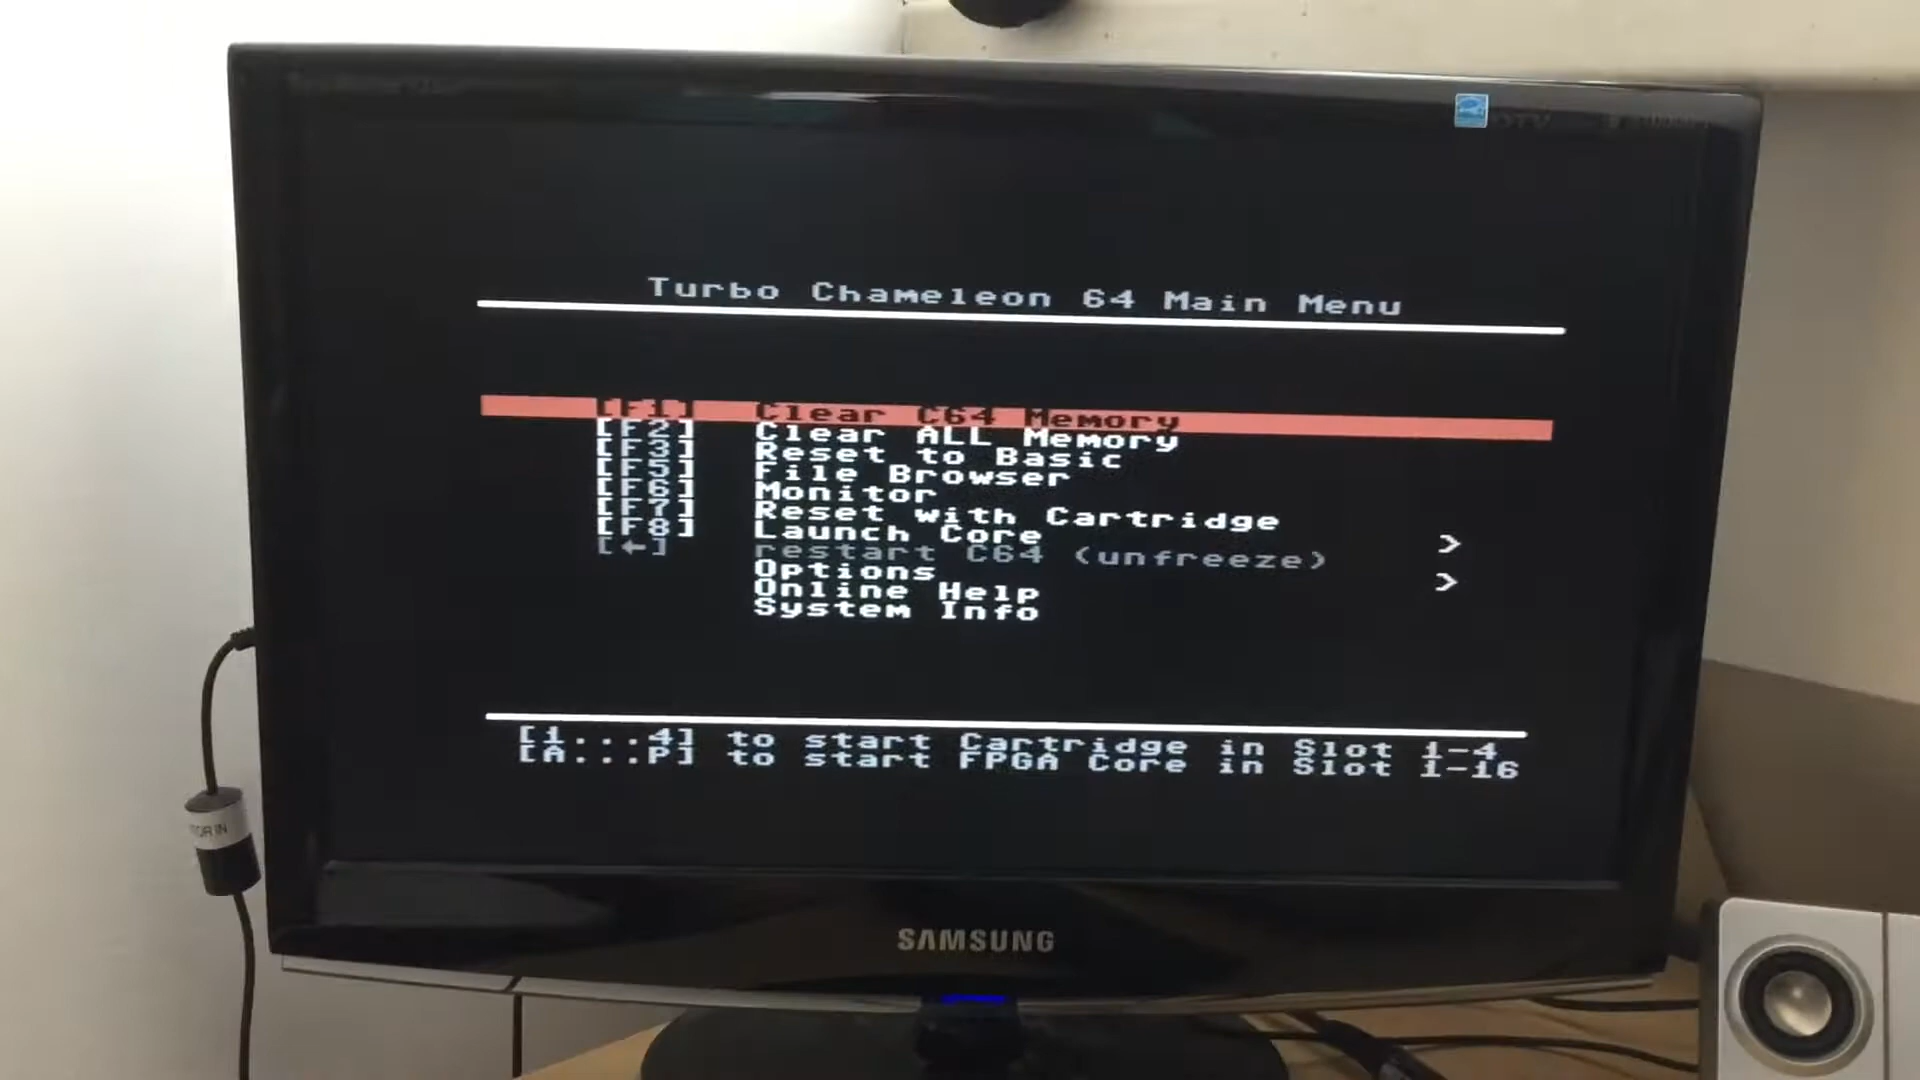 Turbo Chameleon 64 Main Menu
[F1] Clear C64 Memory
[F2] Clear ALL Memory
[F3] Reset to Basic
[F5] File Browser
[F6] Monitor
[F7] Reset with Cartridge
[F8] Launch Core >
[←] restart C64 (unfreeze)
Options >
Online Help
System Info
[1...4] to start Cartridge in Slot 1-4
[A...P] to start FPGA Core in Slot 1-16
SAMSUNG